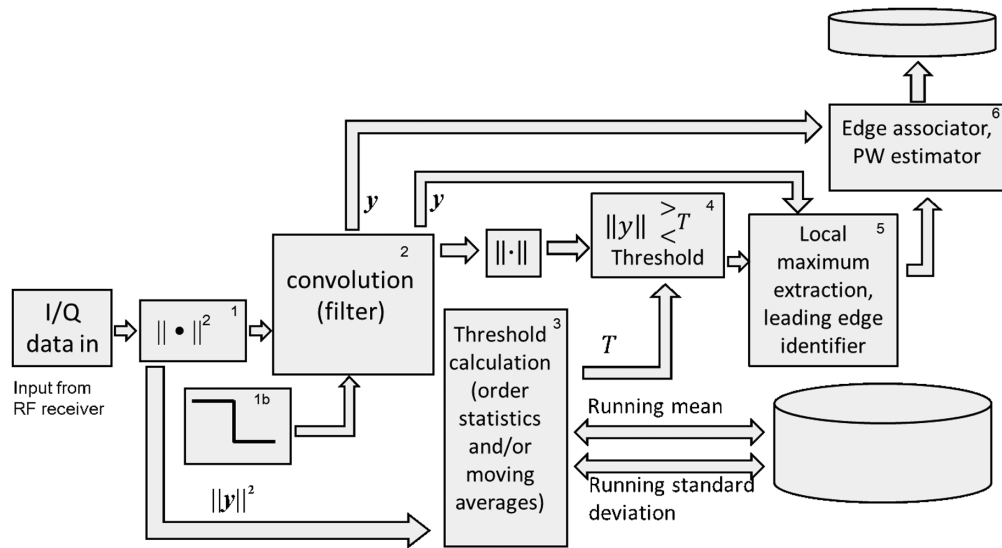 6
Edge associator,
PW estimator
y
y
2
convolution
(filter)
||·||
4
||y|| > < T
Threshold
5
Local
maximum
extraction,
leading edge
identifier
I/Q
data in
Input from
RF receiver
1
|| • ||²
1b
||y||²
3
Threshold
calculation
(order
statistics
and/or
moving
averages)
T
Running mean
Running standard
deviation